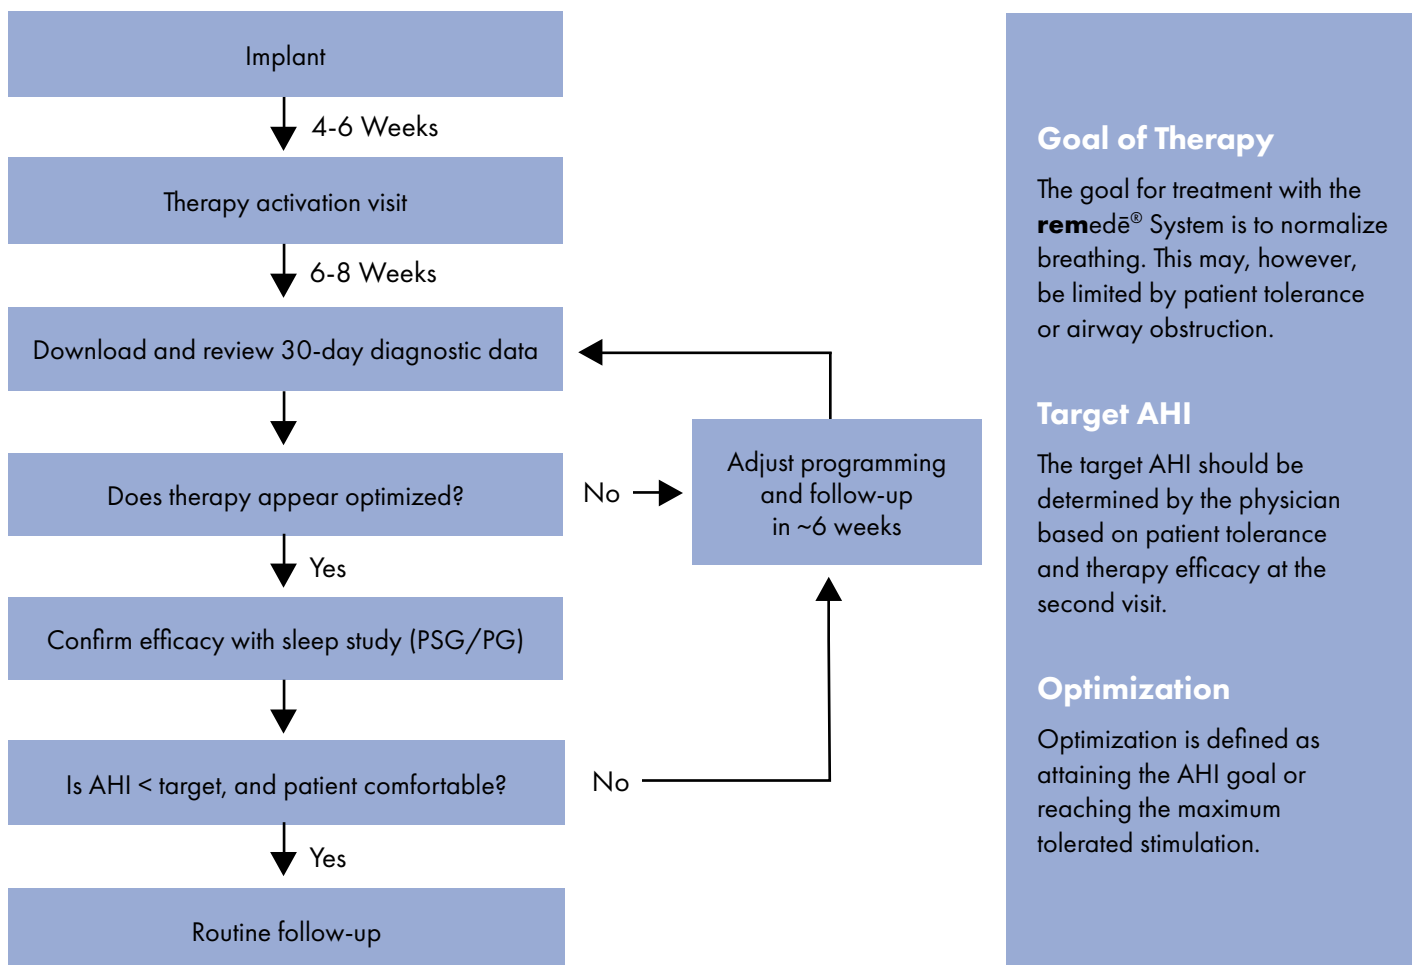 Implant
4-6 Weeks
Therapy activation visit
6-8 Weeks
Download and review 30-day diagnostic data
Does therapy appear optimized?
No
Adjust programming
and follow-up
in ~6 weeks
Yes
Confirm efficacy with sleep study (PSG/PG)
Is AHI < target, and patient comfortable?
No
Yes
Routine follow-up
Goal of Therapy
The goal for treatment with the
remedē® System is to normalize
breathing. This may, however,
be limited by patient tolerance
or airway obstruction.
Target AHI
The target AHI should be
determined by the physician
based on patient tolerance
and therapy efficacy at the
second visit.
Optimization
Optimization is defined as
attaining the AHI goal or
reaching the maximum
tolerated stimulation.